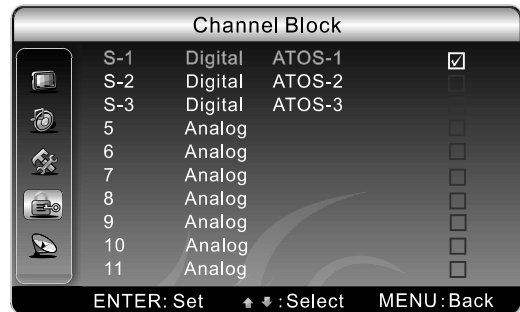 Channel Block
S-1 Digital ATOS-1
S-2 Digital ATOS-2
S-3 Digital ATOS-3
5 Analog
6 Analog
7 Analog
8 Analog
9 Analog
10 Analog
11 Analog
ENTER: Set : Select MENU: Back